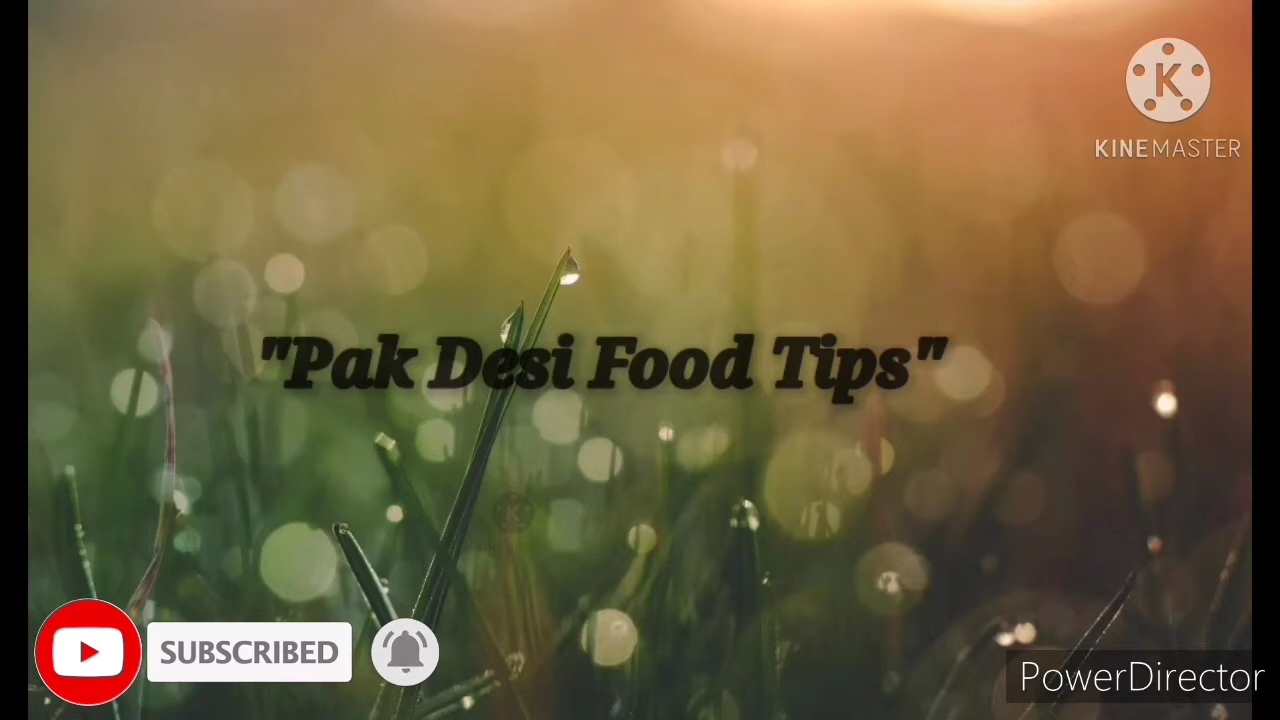 K
KINEMASTER
"Pak Desi Food Tips"
SUBSCRIBED
PowerDirector